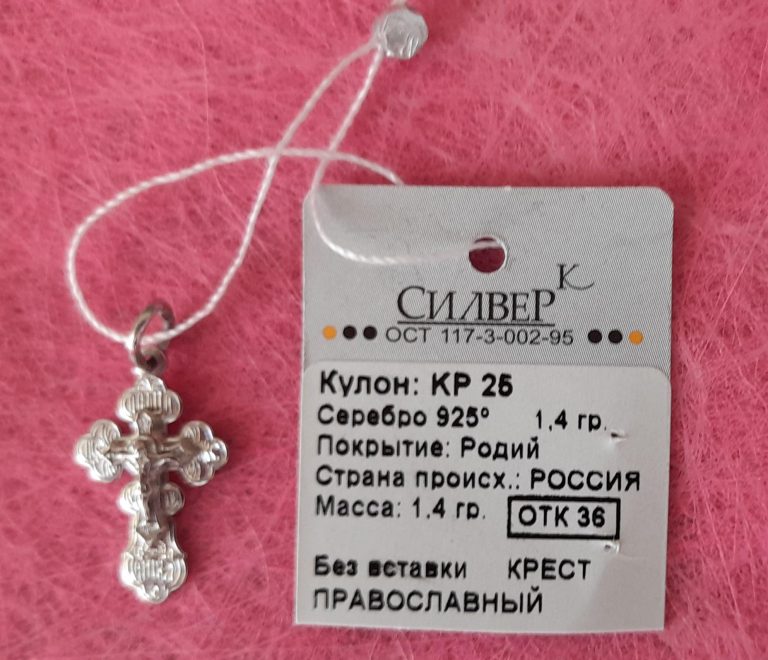 СИЛВЕР К
ОСТ 117-3-002-95
Кулон: КР 25
Серебро 925° 1,4 гр.
Покрытие: Родий
Страна происх.: РОССИЯ
Масса: 1.4 гр. ОТК 36
Без вставки КРЕСТ
ПРАВОСЛАВНЫЙ